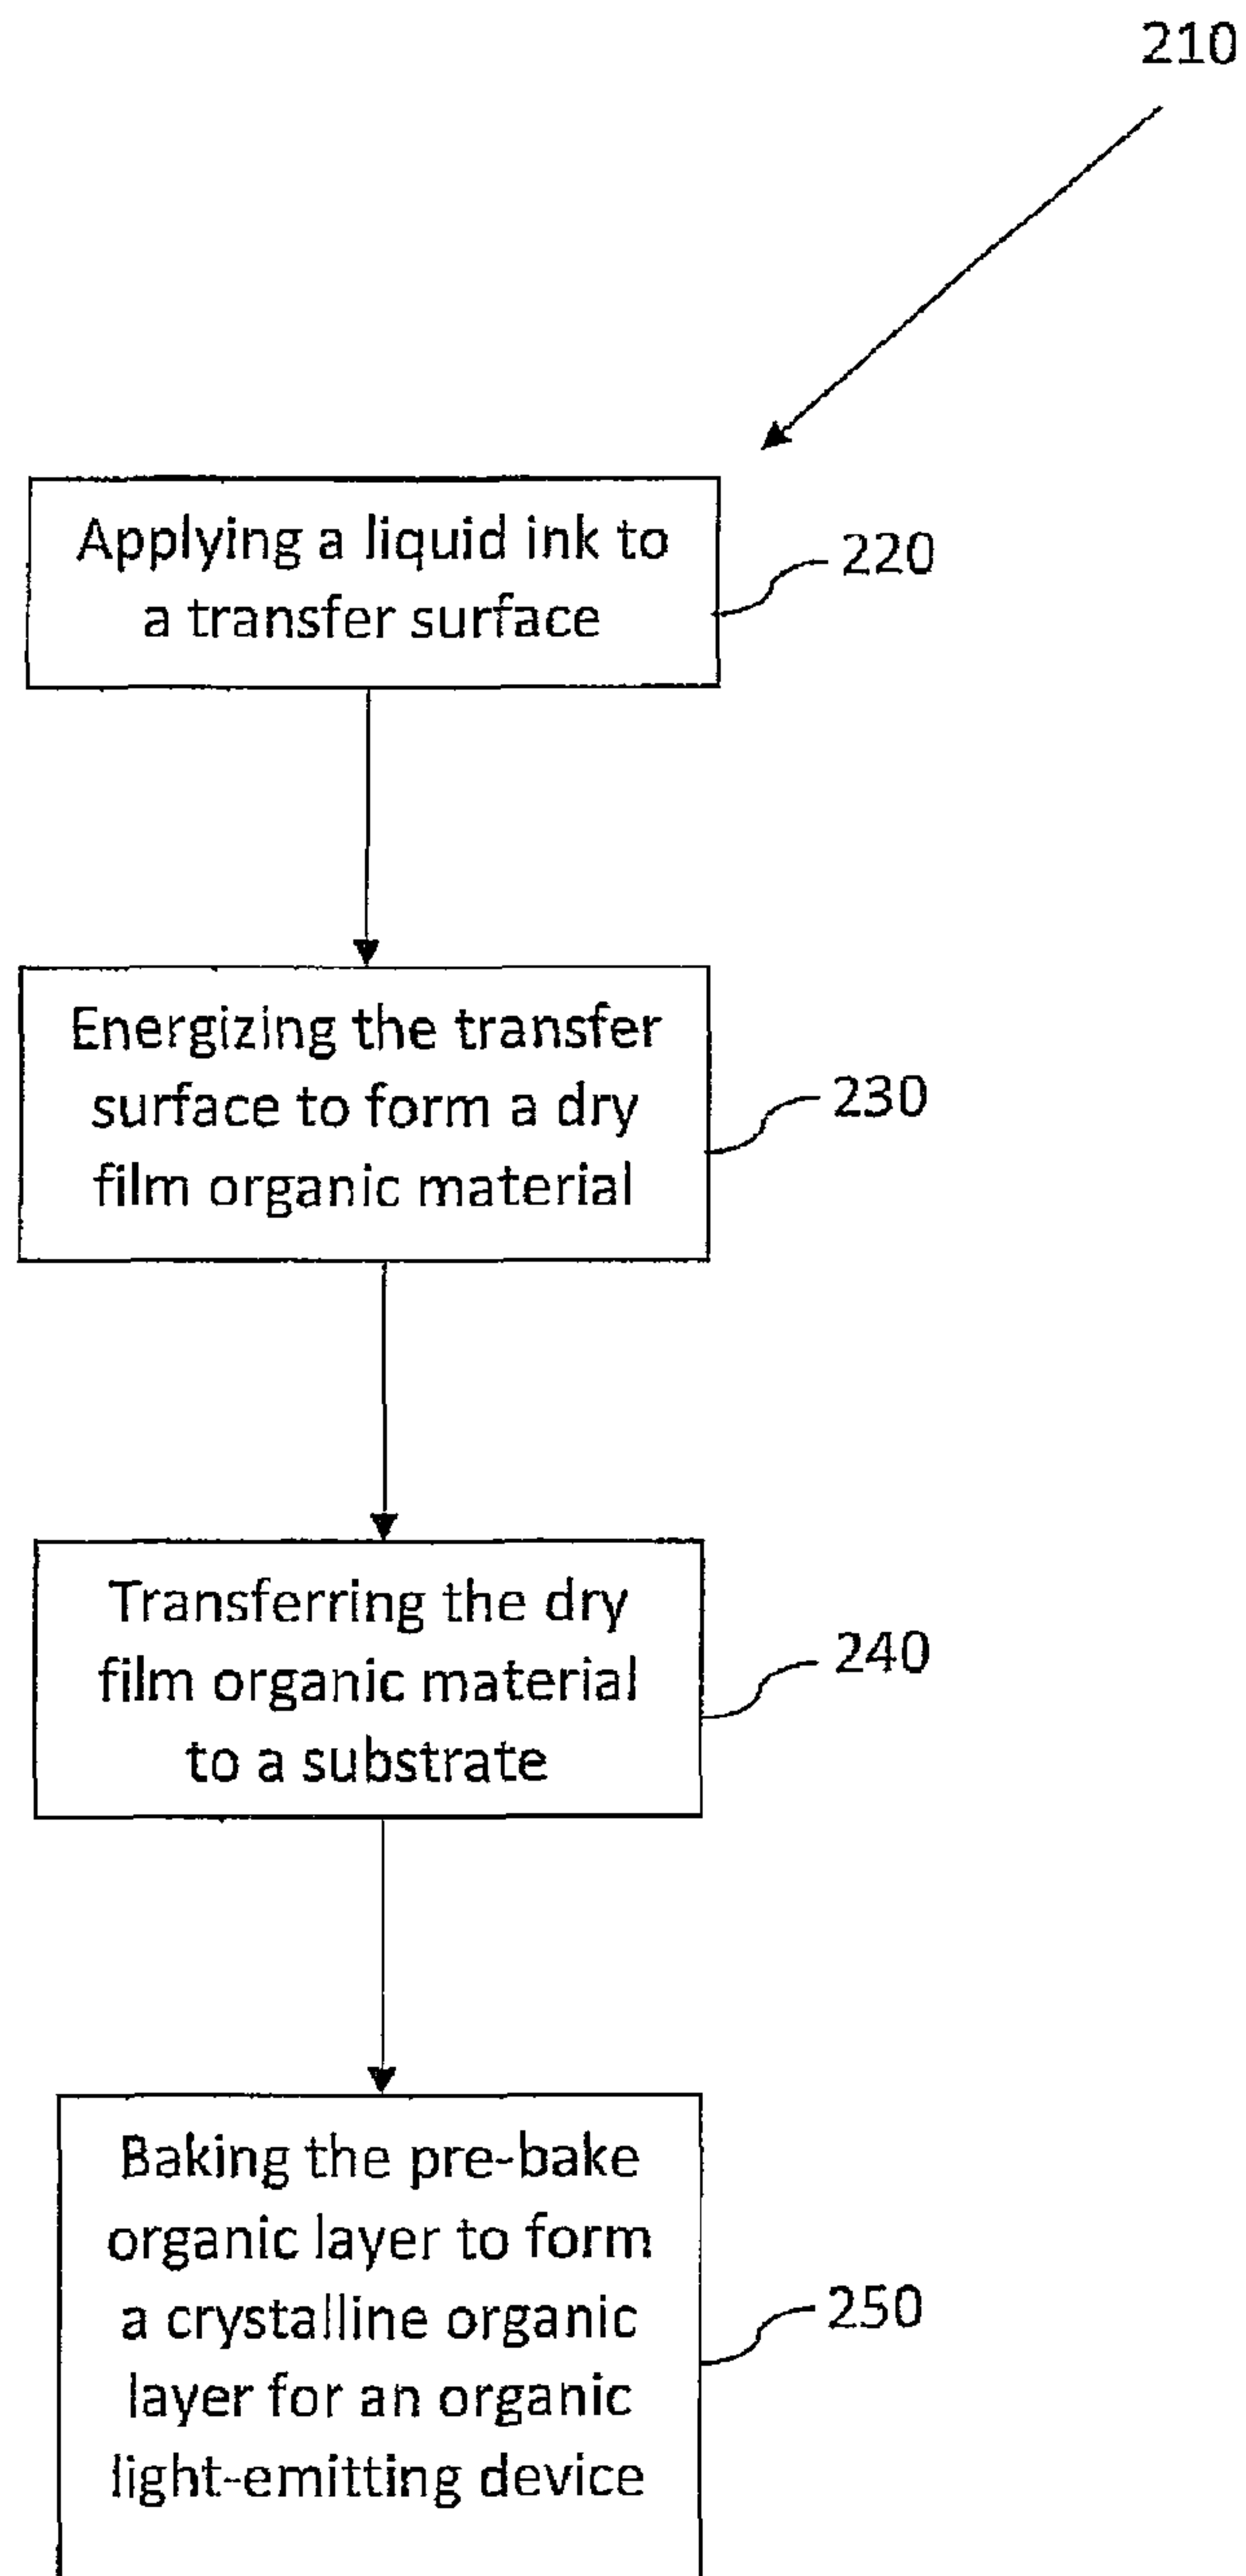 210
Applying a liquid ink to
a transfer surface
220
Energizing the transfer
surface to form a dry
film organic material
230
Transferring the dry
film organic material
to a substrate
240
Baking the pre-bake
organic layer to form
a crystalline organic
layer for an organic
light-emitting device
250